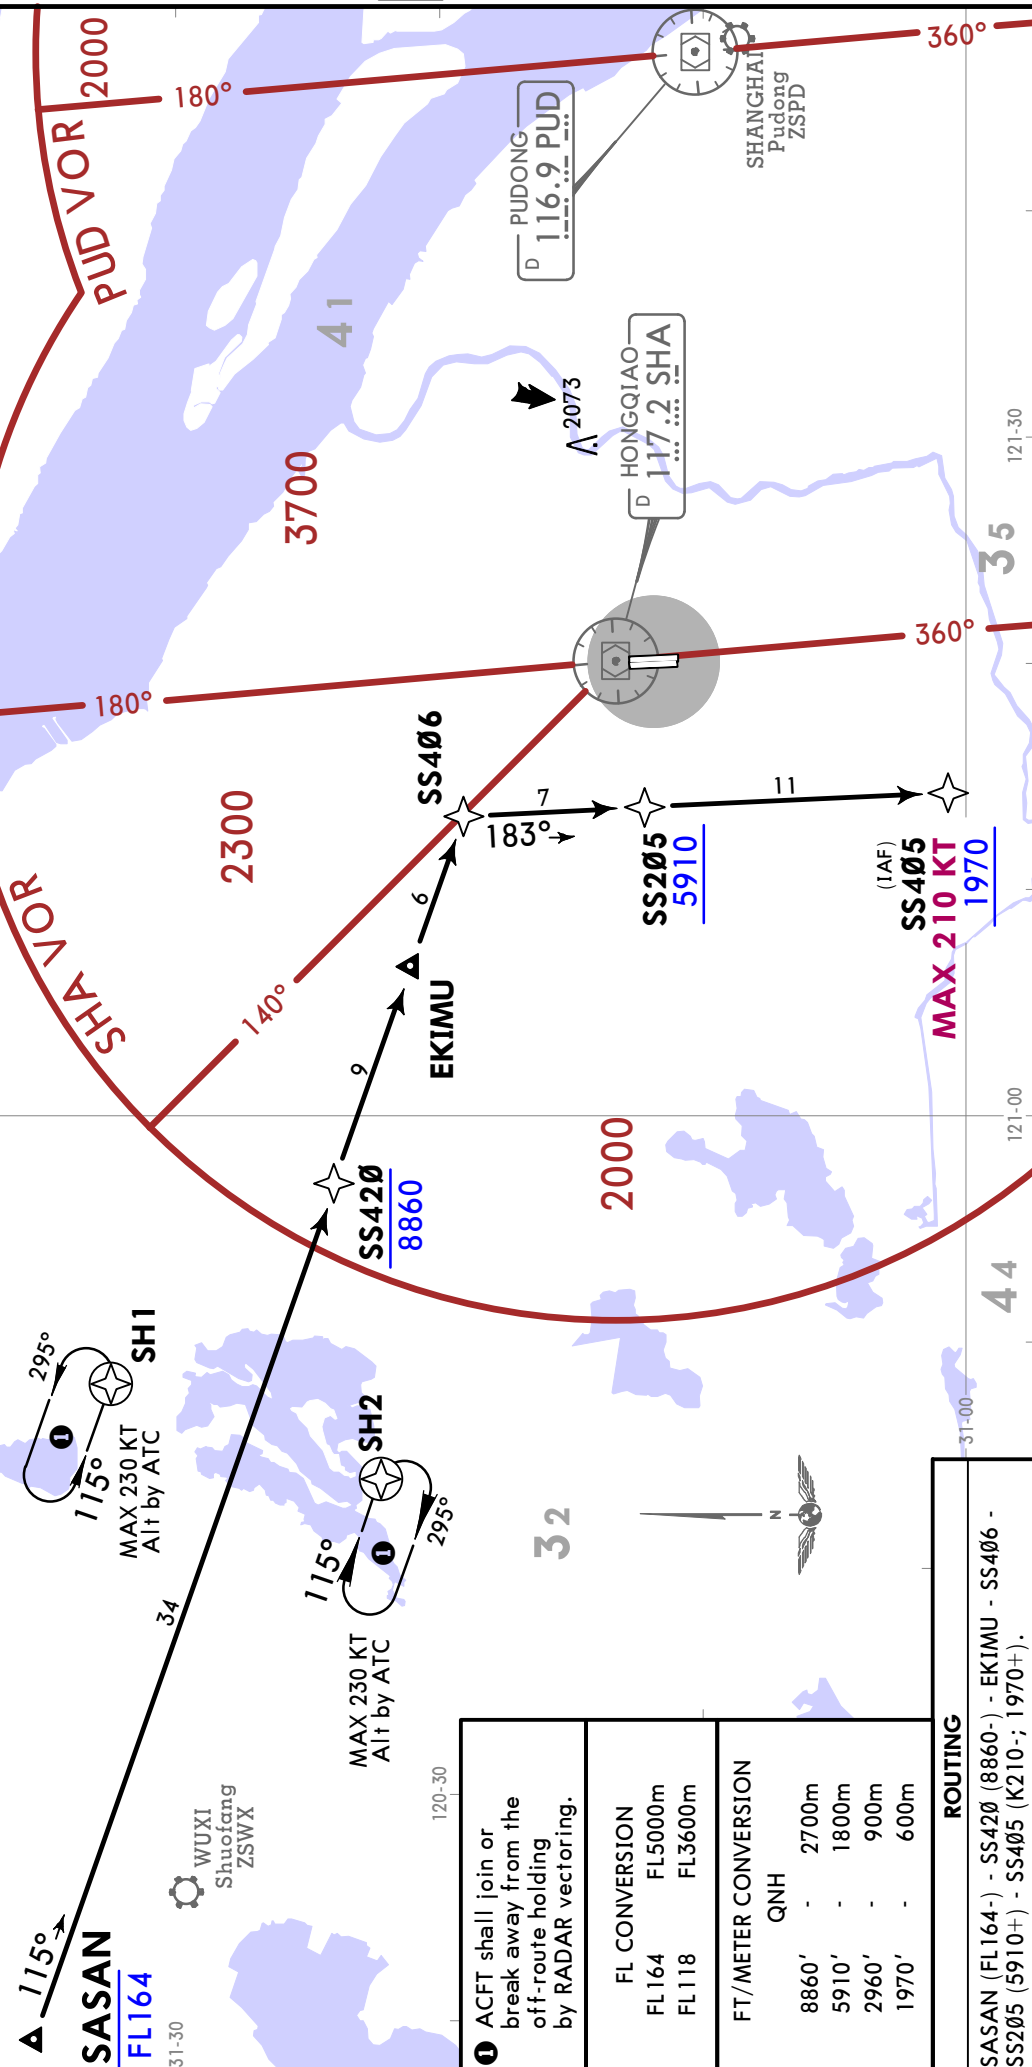 SASAN
FL164
115°
34
31-30
WUXI
Shuofang
ZSWX
115°
295°
1
SH1
MAX 230 KT
Alt by ATC
115°
295°
1
SH2
MAX 230 KT
Alt by ATC
120-30
SS42Ø
8860
9
EKIMU
6
SS4Ø6
183°
7
SS2Ø5
5910
11
(IAF)
SS4Ø5
MAX 210 KT
1970
SHA VOR
140°
2300
2000
180°
360°
3700
PUD VOR
2000
180°
360°
41
35
44
32
D
HONGQIAO
117.2 SHA
D
PUDONG
116.9 PUD
SHANGHAI
Pudong
ZSPD
2073
121-30
121-00
31-00
N
1 ACFT shall join or
break away from the
off-route holding
by RADAR vectoring.
FL CONVERSION
FL164 FL5000m
FL118 FL3600m
FT/METER CONVERSION
QNH
8860' - 2700m
5910' - 1800m
2960' - 900m
1970' - 600m
ROUTING
SASAN (FL164-) - SS42Ø (8860-) - EKIMU - SS4Ø6 -
SS2Ø5 (5910+) - SS4Ø5 (K210-; 1970+).